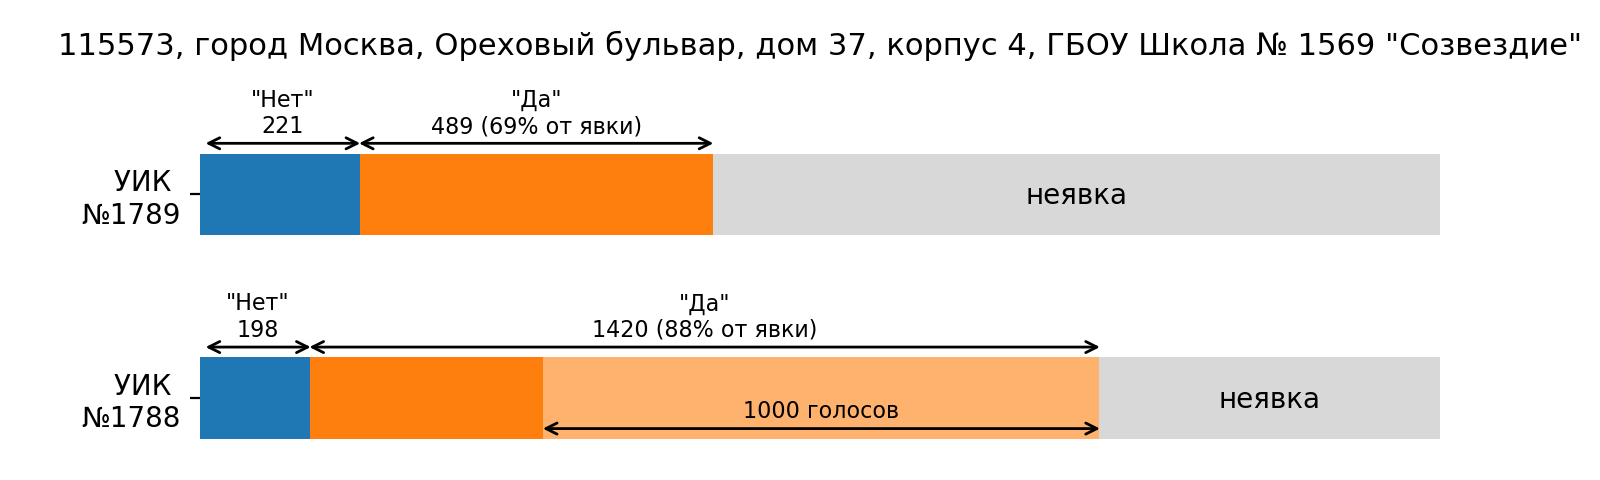 115573, город Москва, Ореховый бульвар, дом 37, корпус 4, ГБОУ Школа № 1569 "Созвездие"
"Нет"
221
"Да"
489 (69% от явки)
УИК
№1789
неявка
"Нет"
198
"Да"
1420 (88% от явки)
УИК
№1788
1000 голосов
неявка